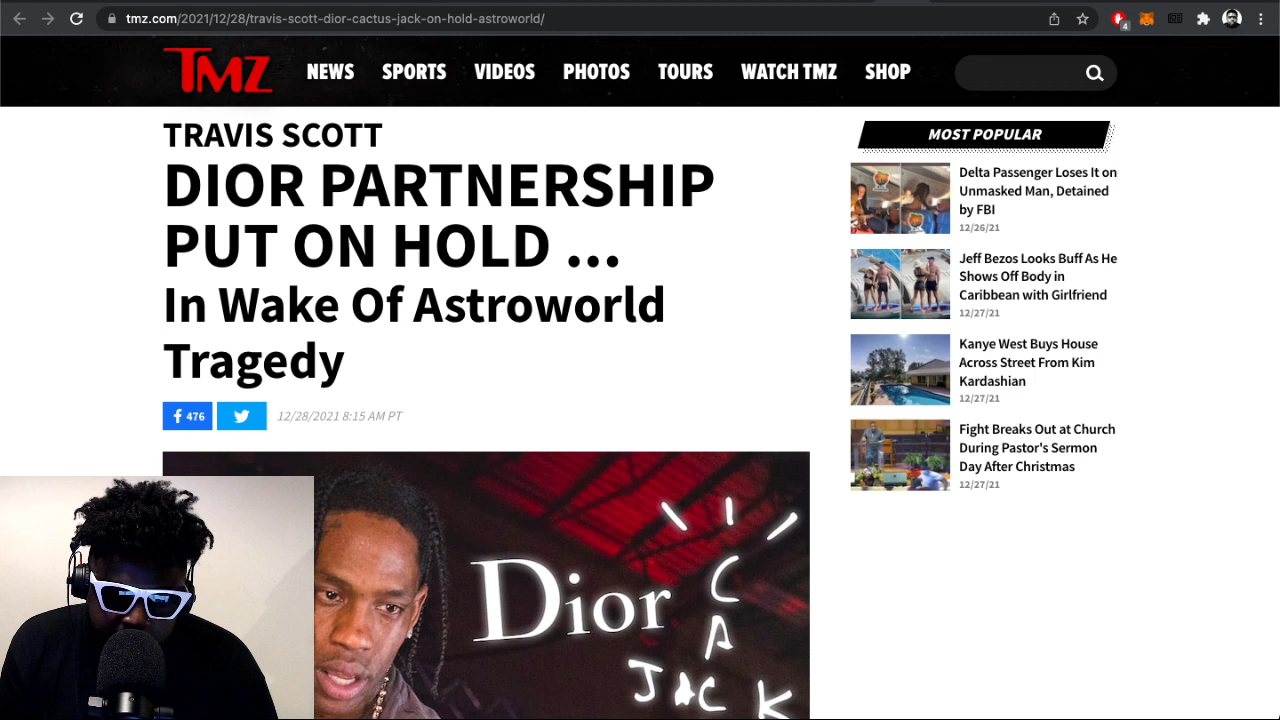 tmz.com/2021/12/28/travis-scott-dior-cactus-jack-on-hold-astroworld/
4
TMZ
NEWS SPORTS VIDEOS PHOTOS TOURS WATCH TMZ SHOP
TRAVIS SCOTT
DIOR PARTNERSHIP
PUT ON HOLD ...
In Wake Of Astroworld
Tragedy
476
12/28/2021 8:15 AM PT
MOST POPULAR
Delta Passenger Loses It on
Unmasked Man, Detained
by FBI
12/26/21
Jeff Bezos Looks Buff As He
Shows Off Body in
Caribbean with Girlfriend
12/27/21
Kanye West Buys House
Across Street From Kim
Kardashian
12/27/21
Fight Breaks Out at Church
During Pastor's Sermon
Day After Christmas
12/27/21
Dior
C
A
JACK